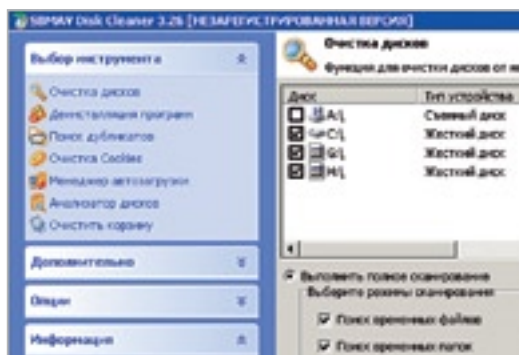 SBMAV Disk Cleaner 3.26 [НЕЗАРЕГИСТРИРОВАННАЯ ВЕРСИЯ]
Выбор инструмента
Очистка дисков
Деинсталляция программ
Поиск дубликатов
Очистка Cookies
Менеджер автозагрузки
Анализатор дисков
Очистить корзину
Дополнительно
Опции
Информация
Очистка дисков
Функция для очистки дисков от
Диск Тип устройства
A:\ Съемный диск
C:\ Жесткий диск
G:\ Жесткий диск
H:\ Жесткий диск
Выполнить полное сканирование
Выберите режимы сканирования
Поиск временных файлов
Поиск временных папок